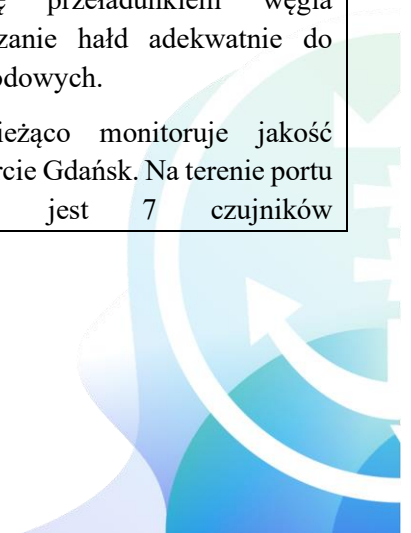 przeładunkiem węgla
zanie hałd adekwatnie do
odowych.
ieżąco monitoruje jakość
rcie Gdańsk. Na terenie portu
jest 7 czujników